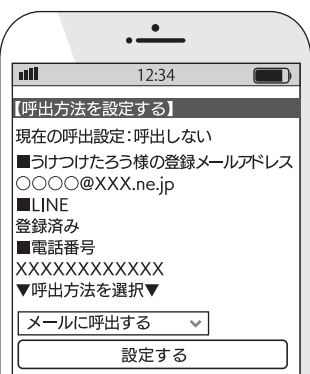 12:34
【呼出方法を設定する】
現在の呼出設定：呼出しない
■うけつけたろう様の登録メールアドレス
○○○○@XXX.ne.jp
■LINE
登録済み
■電話番号
XXXXXXXXXXXX
▼呼出方法を選択▼
メールに呼出する
設定する